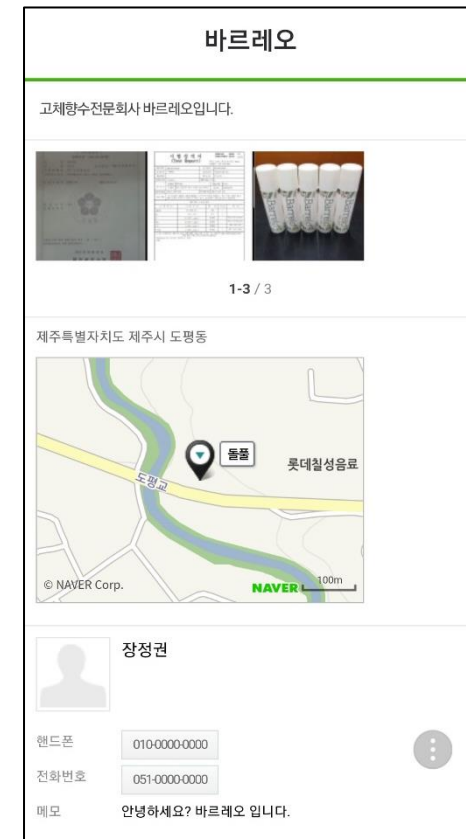 바르레오
고체향수전문회사 바르레오입니다.
1-3 / 3
제주특별자치도 제주시 도평동
돌풀
롯데칠성음료
도평교
© NAVER Corp.
NAVER
100m
장정권
핸드폰 010-0000-0000
전화번호 051-0000-0000
메모 안녕하세요? 바르레오 입니다.